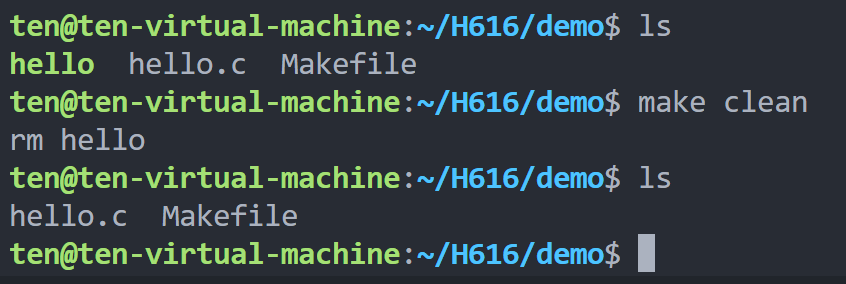 ten@ten-virtual-machine:~/H616/demo$ ls
hello  hello.c  Makefile
ten@ten-virtual-machine:~/H616/demo$ make clean
rm hello
ten@ten-virtual-machine:~/H616/demo$ ls
hello.c  Makefile
ten@ten-virtual-machine:~/H616/demo$